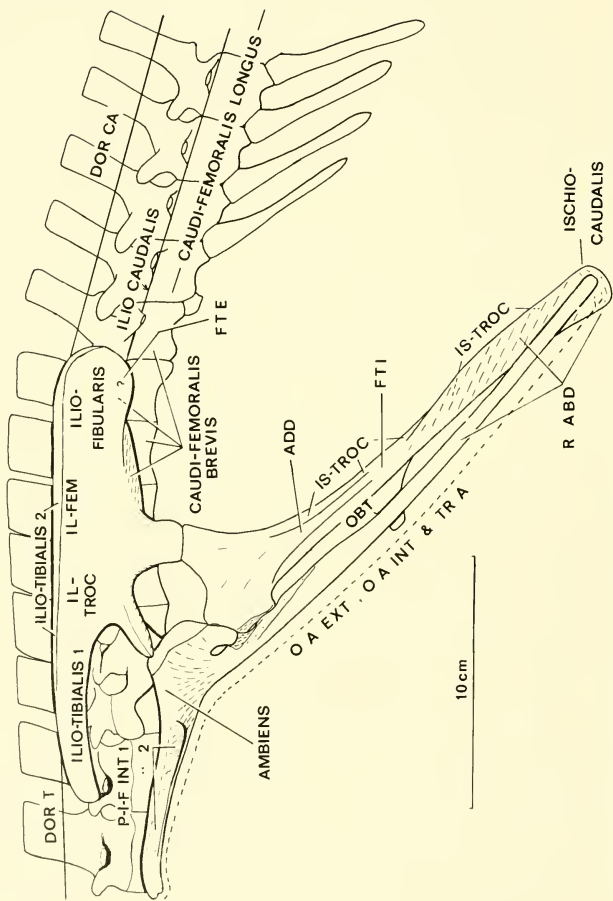 DOR T
ILIO-TIBIALIS 1
ILIO-TIBIALIS 2
IL-
TROC
IL-FEM
ILIO-
FIBULARIS
?
DOR CA
ILIO CAUDALIS
CAUDI-FEMORALIS LONGUS
P-I-F INT 1
.. 2
AMBIENS
CAUDI-FEMORALIS
BREVIS
FTE
ADD
IS-TROC
FTI
OBT
IS-TROC
R ABD
ISCHIO-
CAUDALIS
O A EXT, O A INT & TR A
10cm